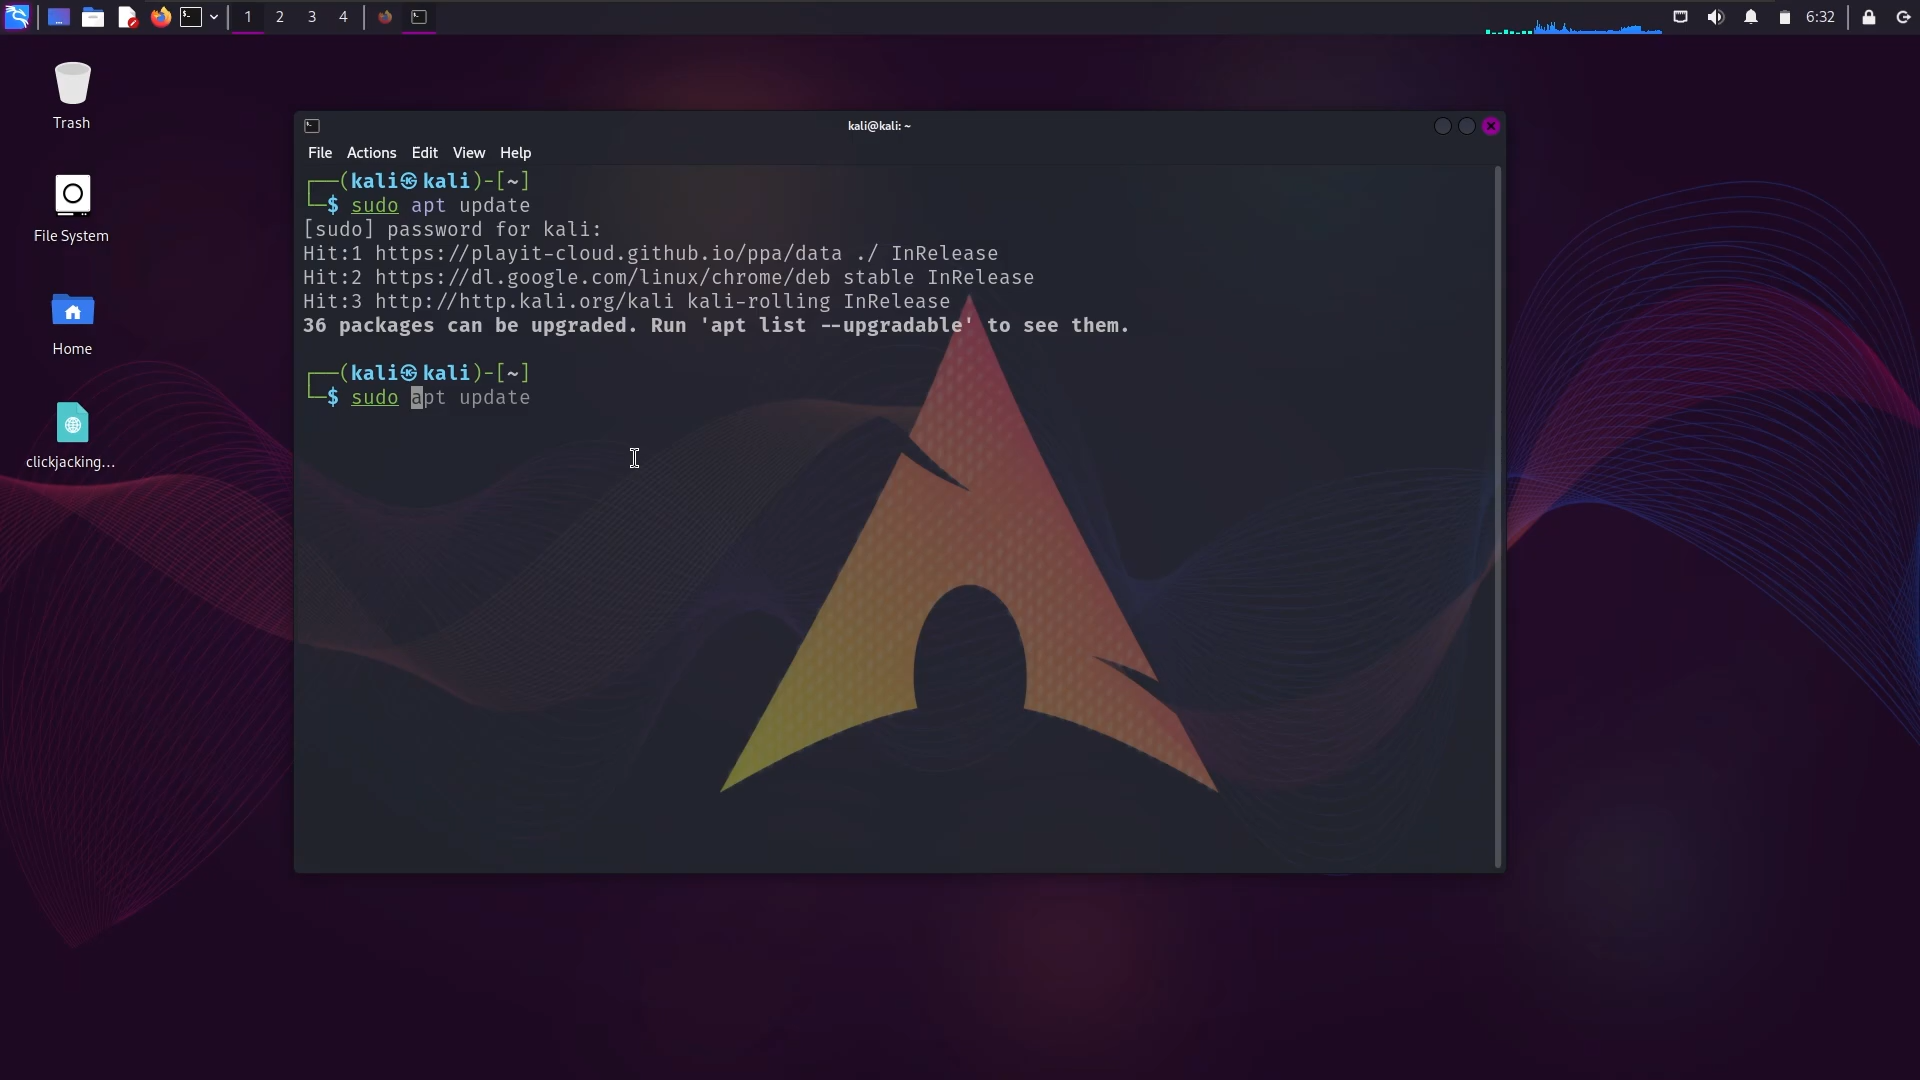 1 2 3 4 6:32
Trash
File System
Home
clickjacking...
kali@kali: ~
File Actions Edit View Help
┌──(kali㉿kali)-[~]
└─$ sudo apt update
[sudo] password for kali:
Hit:1 https://playit-cloud.github.io/ppa/data ./ InRelease
Hit:2 https://dl.google.com/linux/chrome/deb stable InRelease
Hit:3 http://http.kali.org/kali kali-rolling InRelease
36 packages can be upgraded. Run 'apt list --upgradable' to see them.
┌──(kali㉿kali)-[~]
└─$ sudo apt update